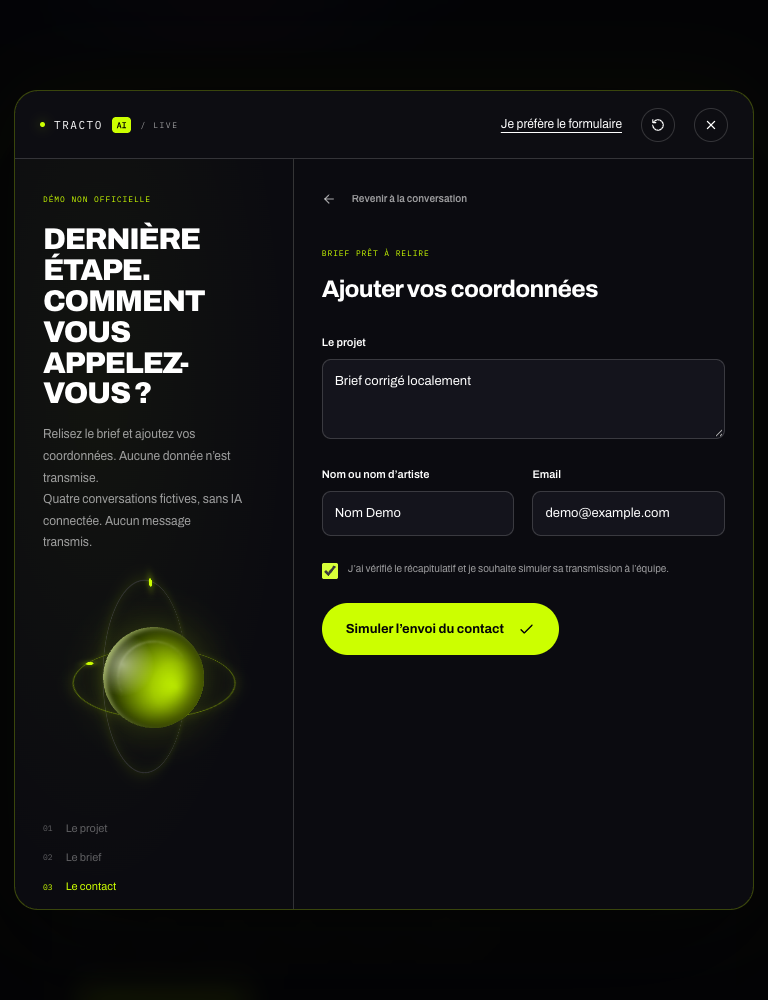 TRACTO AI / LIVE
Je préfère le formulaire
DÉMO NON OFFICIELLE
DERNIÈRE
ÉTAPE.
COMMENT
VOUS
APPELEZ-
VOUS ?
Relisez le brief et ajoutez vos
coordonnées. Aucune donnée n’est
transmise.
Quatre conversations fictives, sans IA
connectée. Aucun message
transmis.
01 Le projet
02 Le brief
03 Le contact
Revenir à la conversation
BRIEF PRÊT À RELIRE
Ajouter vos coordonnées
Le projet
Brief corrigé localement
Nom ou nom d’artiste
Email
Nom Demo
demo@example.com
J’ai vérifié le récapitulatif et je souhaite simuler sa transmission à l’équipe.
Simuler l’envoi du contact